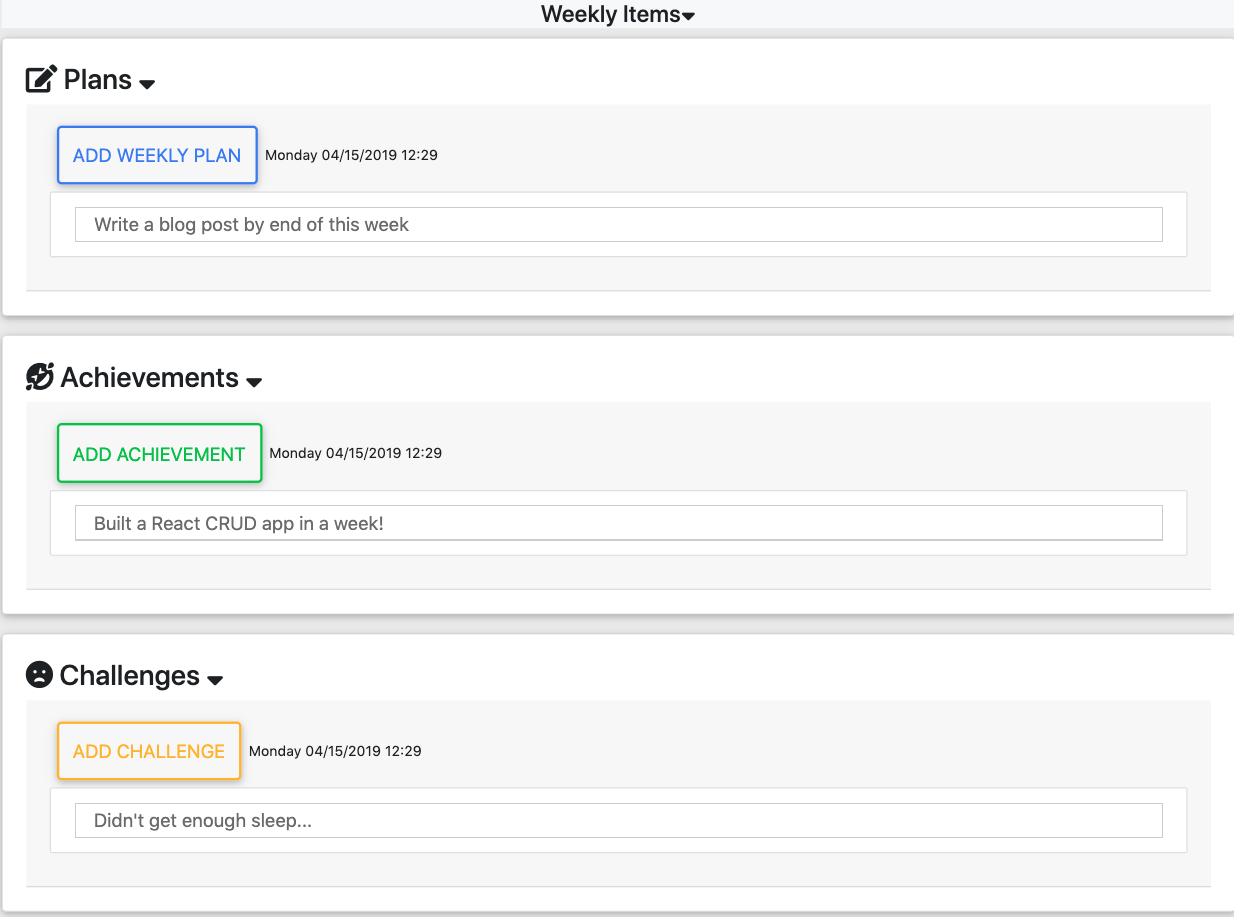 Weekly Items
Plans
ADD WEEKLY PLAN Monday 04/15/2019 12:29
Write a blog post by end of this week
Achievements
ADD ACHIEVEMENT Monday 04/15/2019 12:29
Built a React CRUD app in a week!
Challenges
ADD CHALLENGE Monday 04/15/2019 12:29
Didn't get enough sleep...